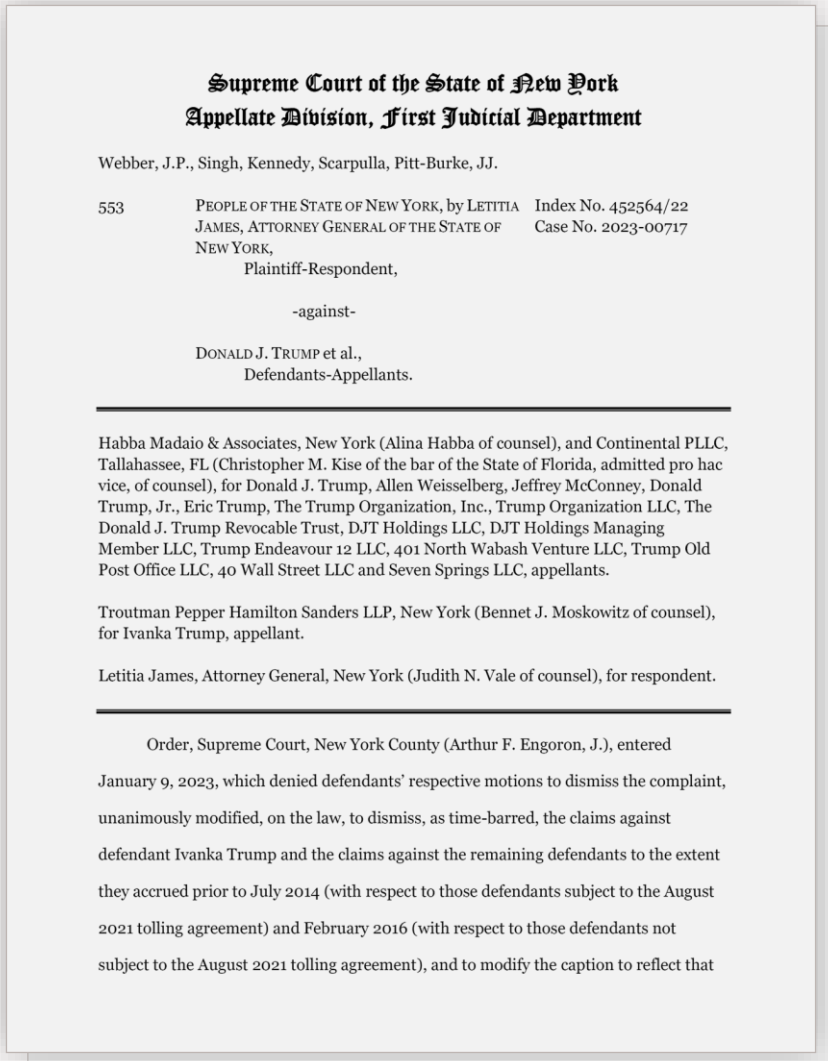 Supreme Court of the State of New York
Appellate Division, First Judicial Department
Webber, J.P., Singh, Kennedy, Scarpulla, Pitt-Burke, JJ.
553 PEOPLE OF THE STATE OF NEW YORK, by LETITIA Index No. 452564/22
JAMES, ATTORNEY GENERAL OF THE STATE OF Case No. 2023-00717
NEW YORK,
Plaintiff-Respondent,
-against-
DONALD J. TRUMP et al.,
Defendants-Appellants.
Habba Madaio & Associates, New York (Alina Habba of counsel), and Continental PLLC,
Tallahassee, FL (Christopher M. Kise of the bar of the State of Florida, admitted pro hac
vice, of counsel), for Donald J. Trump, Allen Weisselberg, Jeffrey McConney, Donald
Trump, Jr., Eric Trump, The Trump Organization, Inc., Trump Organization LLC, The
Donald J. Trump Revocable Trust, DJT Holdings LLC, DJT Holdings Managing
Member LLC, Trump Endeavour 12 LLC, 401 North Wabash Venture LLC, Trump Old
Post Office LLC, 40 Wall Street LLC and Seven Springs LLC, appellants.
Troutman Pepper Hamilton Sanders LLP, New York (Bennet J. Moskowitz of counsel),
for Ivanka Trump, appellant.
Letitia James, Attorney General, New York (Judith N. Vale of counsel), for respondent.
Order, Supreme Court, New York County (Arthur F. Engoron, J.), entered
January 9, 2023, which denied defendants’ respective motions to dismiss the complaint,
unanimously modified, on the law, to dismiss, as time-barred, the claims against
defendant Ivanka Trump and the claims against the remaining defendants to the extent
they accrued prior to July 2014 (with respect to those defendants subject to the August
2021 tolling agreement) and February 2016 (with respect to those defendants not
subject to the August 2021 tolling agreement), and to modify the caption to reflect that